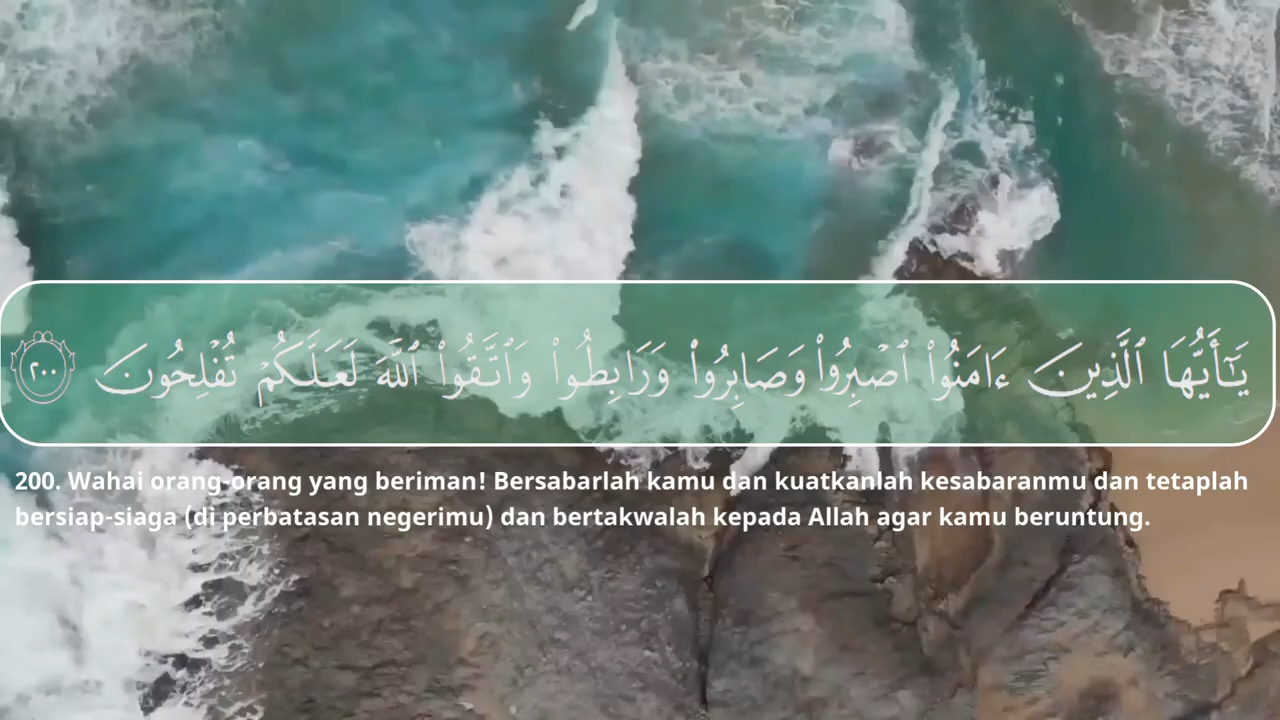 يَـٰٓأَيُّهَا ٱلَّذِينَ ءَامَنُوا۟ ٱصْبِرُوا۟ وَصَابِرُوا۟ وَرَابِطُوا۟ وَٱتَّقُوا۟ ٱللَّهَ لَعَلَّكُمْ تُفْلِحُونَ ٢٠٠
200. Wahai orang-orang yang beriman! Bersabarlah kamu dan kuatkanlah kesabaranmu dan tetaplah
bersiap-siaga (di perbatasan negerimu) dan bertakwalah kepada Allah agar kamu beruntung.